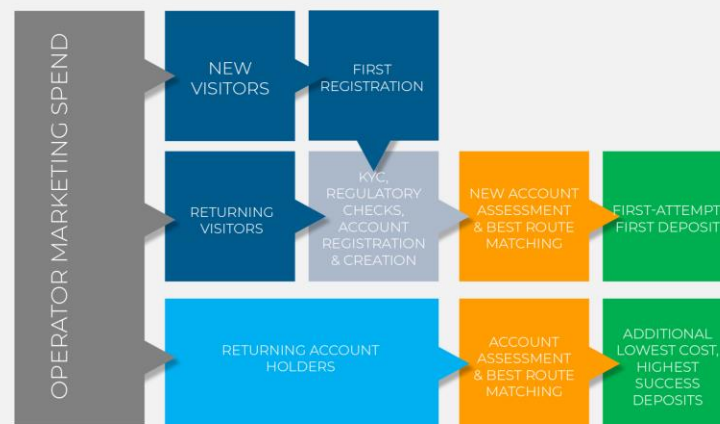 OPERATOR MARKETING SPEND
NEW
VISITORS
FIRST
REGISTRATION
RETURNING
VISITORS
KYC,
REGULATORY
CHECKS,
ACCOUNT
REGISTRATION
& CREATION
NEW ACCOUNT
ASSESSMENT
& BEST ROUTE
MATCHING
FIRST-ATTEMPT
FIRST DEPOSIT
RETURNING ACCOUNT
HOLDERS
ACCOUNT
ASSESSMENT
& BEST ROUTE
MATCHING
ADDITIONAL
LOWEST COST,
HIGHEST
SUCCESS
DEPOSITS